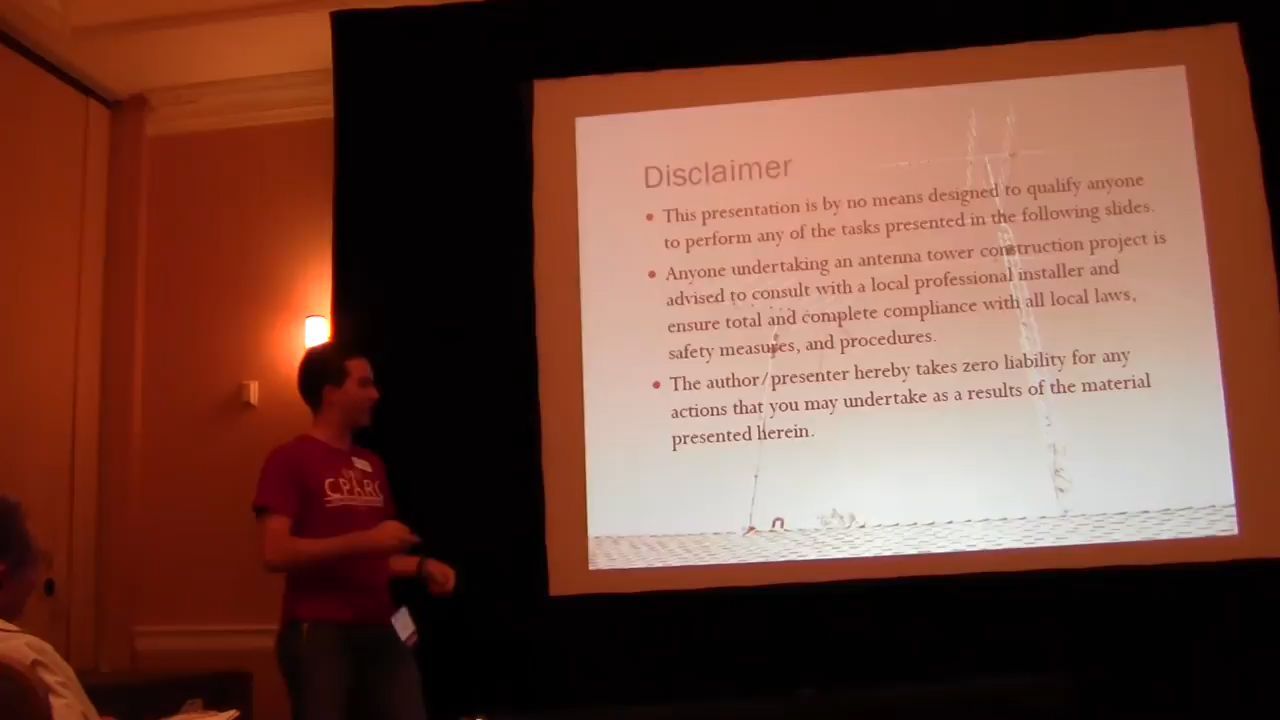 Disclaimer
• This presentation is by no means designed to qualify anyone
to perform any of the tasks presented in the following slides.
• Anyone undertaking an antenna tower construction project is
advised to consult with a local professional installer and
ensure total and complete compliance with all local laws,
safety measures, and procedures.
• The author/presenter hereby takes zero liability for any
actions that you may undertake as a results of the material
presented herein.
CPARC